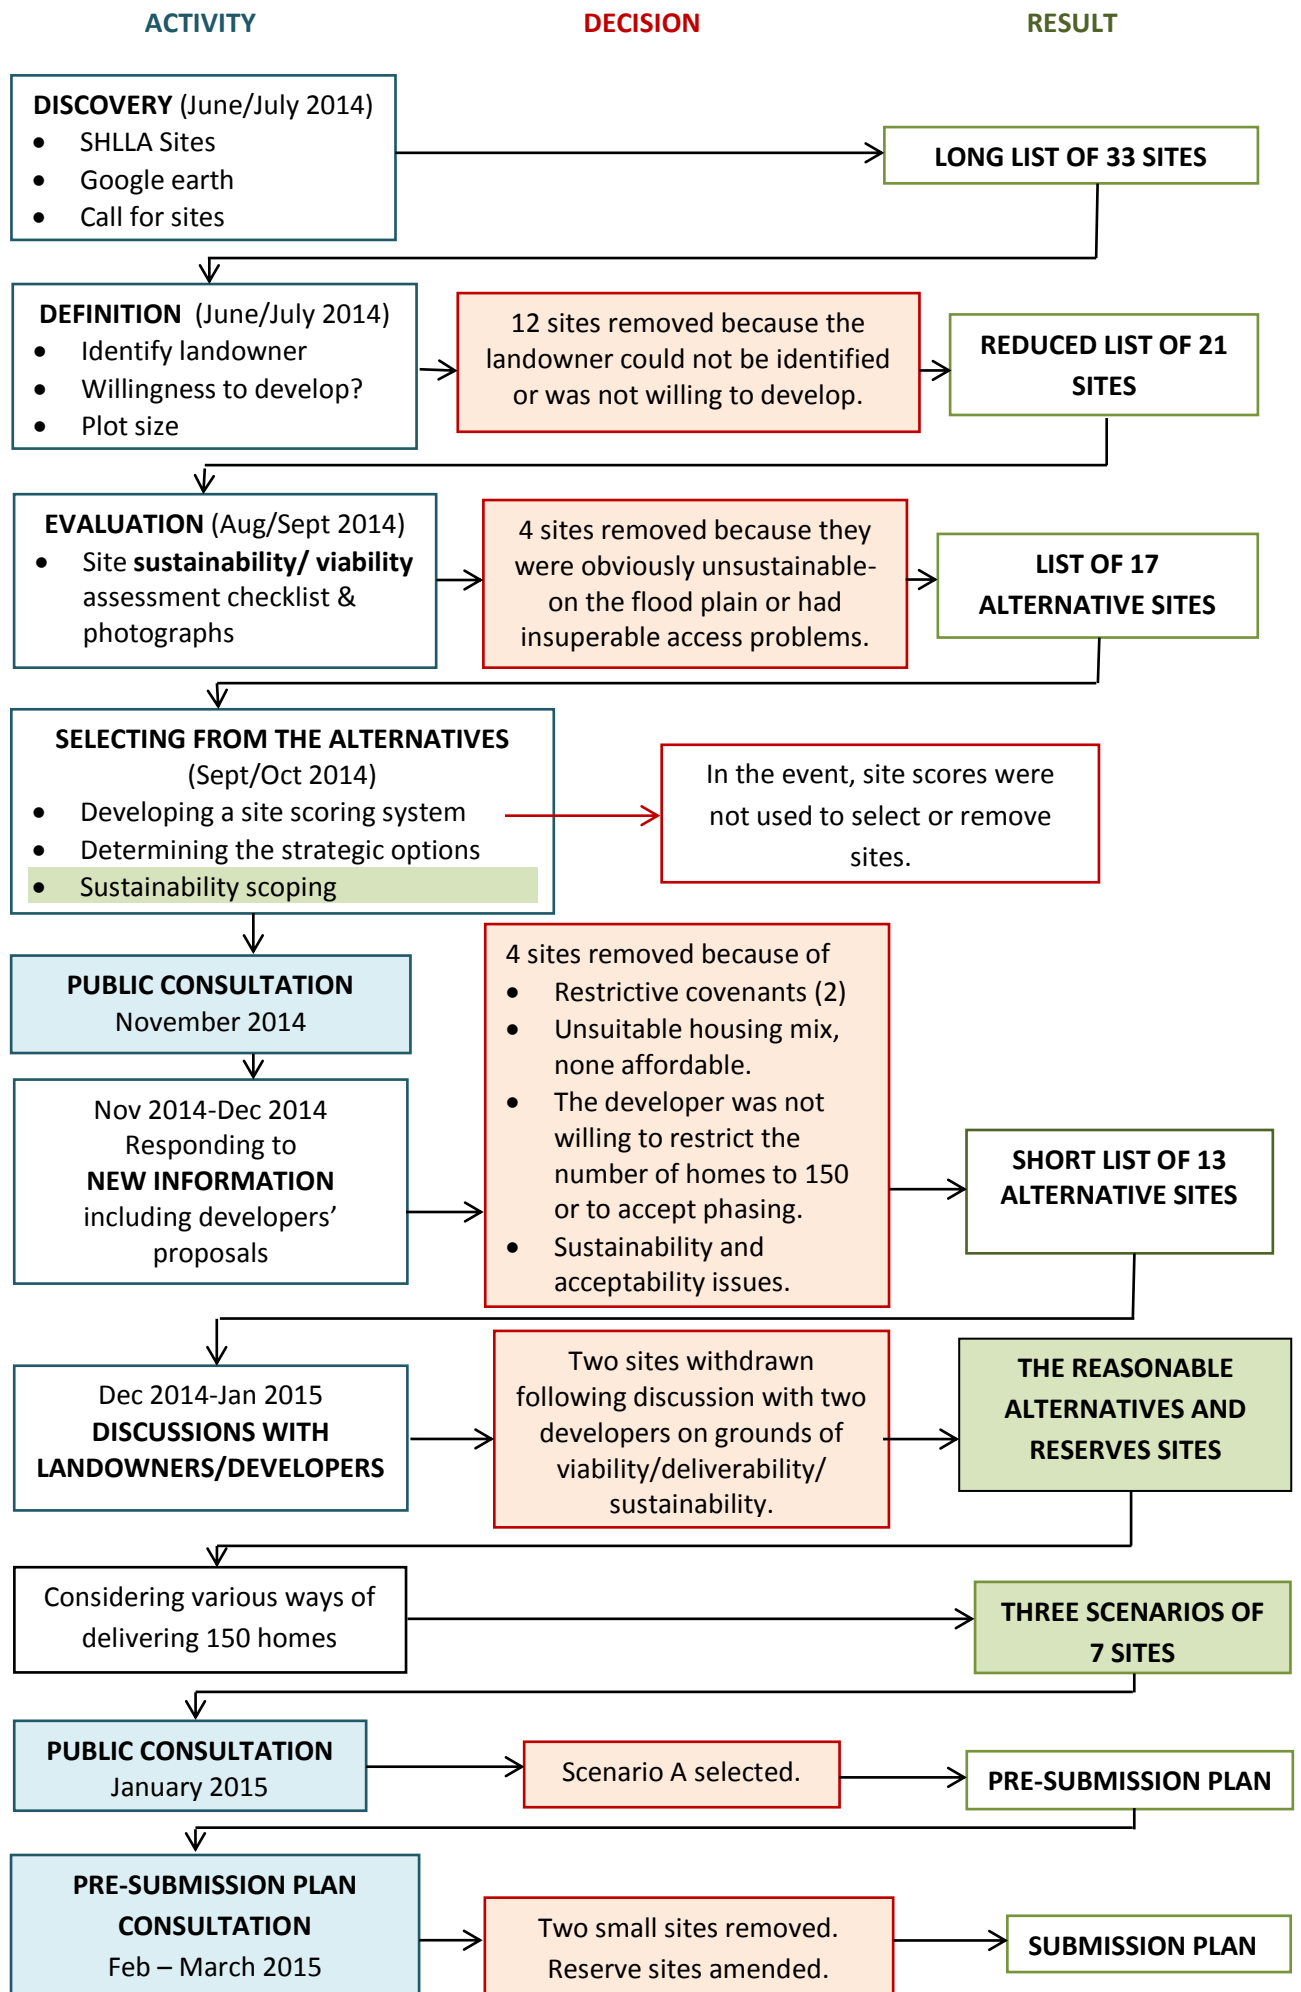 ACTIVITY
DECISION
RESULT
DISCOVERY (June/July 2014)
• SHLLA Sites
• Google earth
• Call for sites
LONG LIST OF 33 SITES
DEFINITION (June/July 2014)
• Identify landowner
• Willingness to develop?
• Plot size
12 sites removed because the
landowner could not be identified
or was not willing to develop.
REDUCED LIST OF 21
SITES
EVALUATION (Aug/Sept 2014)
• Site sustainability/ viability
assessment checklist &
photographs
4 sites removed because they
were obviously unsustainable-
on the flood plain or had
insuperable access problems.
LIST OF 17
ALTERNATIVE SITES
SELECTING FROM THE ALTERNATIVES
(Sept/Oct 2014)
• Developing a site scoring system
• Determining the strategic options
• Sustainability scoping
In the event, site scores were
not used to select or remove
sites.
PUBLIC CONSULTATION
November 2014
Nov 2014-Dec 2014
Responding to
NEW INFORMATION
including developers’
proposals
4 sites removed because of
• Restrictive covenants (2)
• Unsuitable housing mix,
none affordable.
• The developer was not
willing to restrict the
number of homes to 150
or to accept phasing.
• Sustainability and
acceptability issues.
SHORT LIST OF 13
ALTERNATIVE SITES
Dec 2014-Jan 2015
DISCUSSIONS WITH
LANDOWNERS/DEVELOPERS
Two sites withdrawn
following discussion with two
developers on grounds of
viability/deliverability/
sustainability.
THE REASONABLE
ALTERNATIVES AND
RESERVES SITES
Considering various ways of
delivering 150 homes
THREE SCENARIOS OF
7 SITES
PUBLIC CONSULTATION
January 2015
Scenario A selected.
PRE-SUBMISSION PLAN
PRE-SUBMISSION PLAN
CONSULTATION
Feb – March 2015
Two small sites removed.
Reserve sites amended.
SUBMISSION PLAN